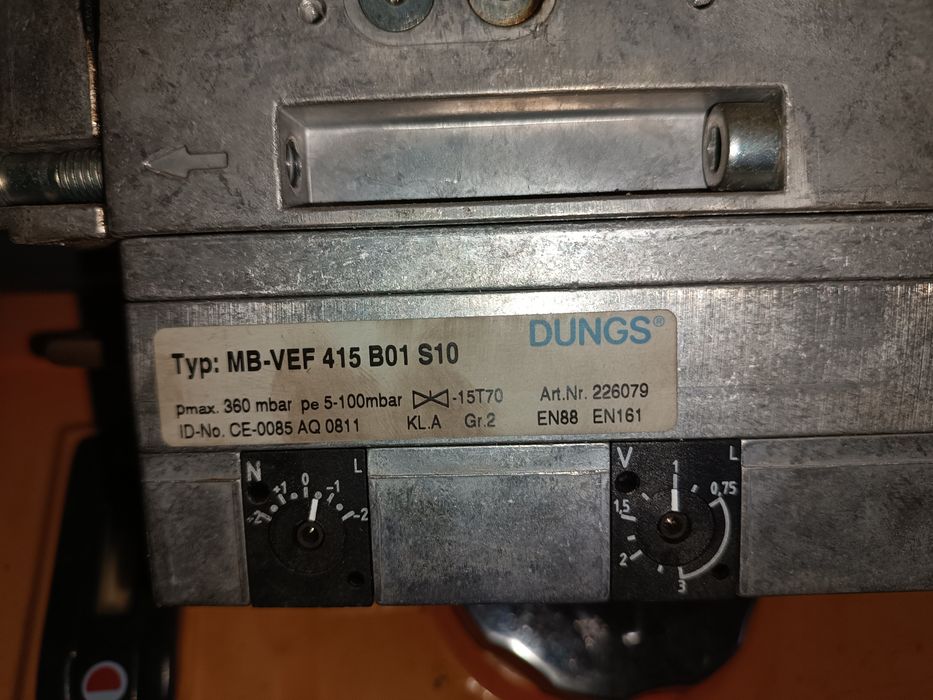 DUNGS®
Typ: MB-VEF 415 B01 S10
pmax. 360 mbar pe 5-100mbar -15T70 Art.Nr. 226079
ID-No. CE-0085 AQ 0811 KL.A Gr.2 EN88 EN161
N L
+2 +1 0 -1 -2
V L
1
0,75
1,5
2
3